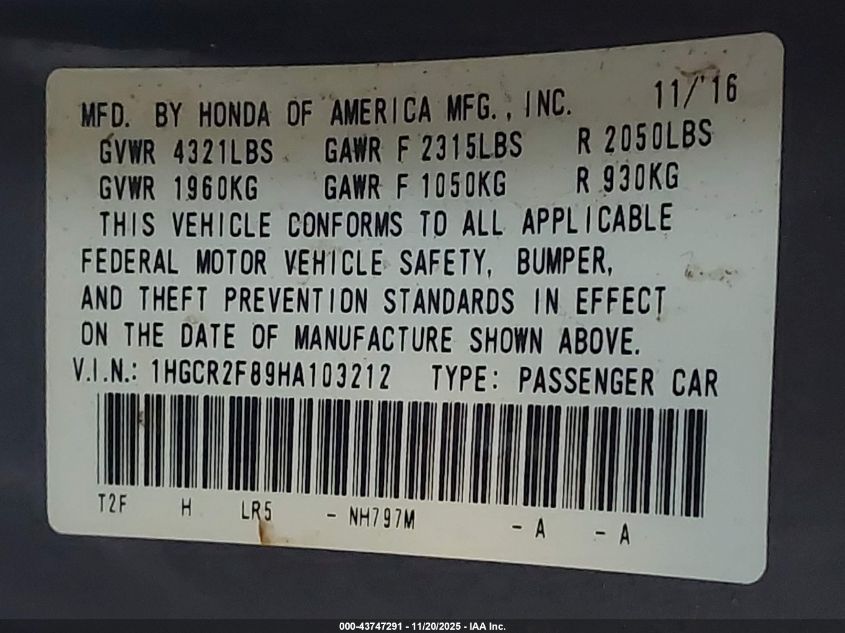 MFD. BY HONDA OF AMERICA MFG., INC. 11/'16
GVWR 4321LBS GAWR F 2315LBS R 2050LBS
GVWR 1960KG GAWR F 1050KG R 930KG
THIS VEHICLE CONFORMS TO ALL APPLICABLE
FEDERAL MOTOR VEHICLE SAFETY, BUMPER,
AND THEFT PREVENTION STANDARDS IN EFFECT
ON THE DATE OF MANUFACTURE SHOWN ABOVE.
V.I.N.: 1HGCR2F89HA103212 TYPE: PASSENGER CAR
T2F H LR5 - NH797M - A - A
000-43747291 - 11/20/2025 - IAA Inc.